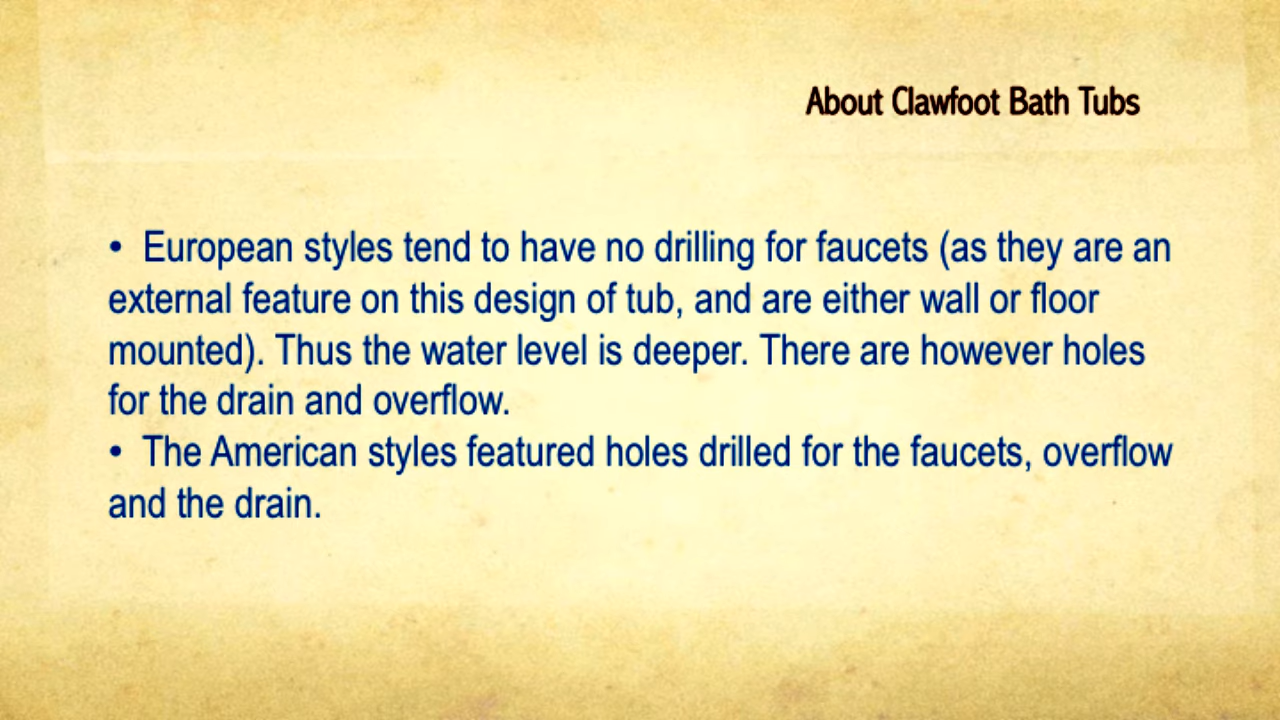 About Clawfoot Bath Tubs
• European styles tend to have no drilling for faucets (as they are an
external feature on this design of tub, and are either wall or floor
mounted). Thus the water level is deeper. There are however holes
for the drain and overflow.
• The American styles featured holes drilled for the faucets, overflow
and the drain.